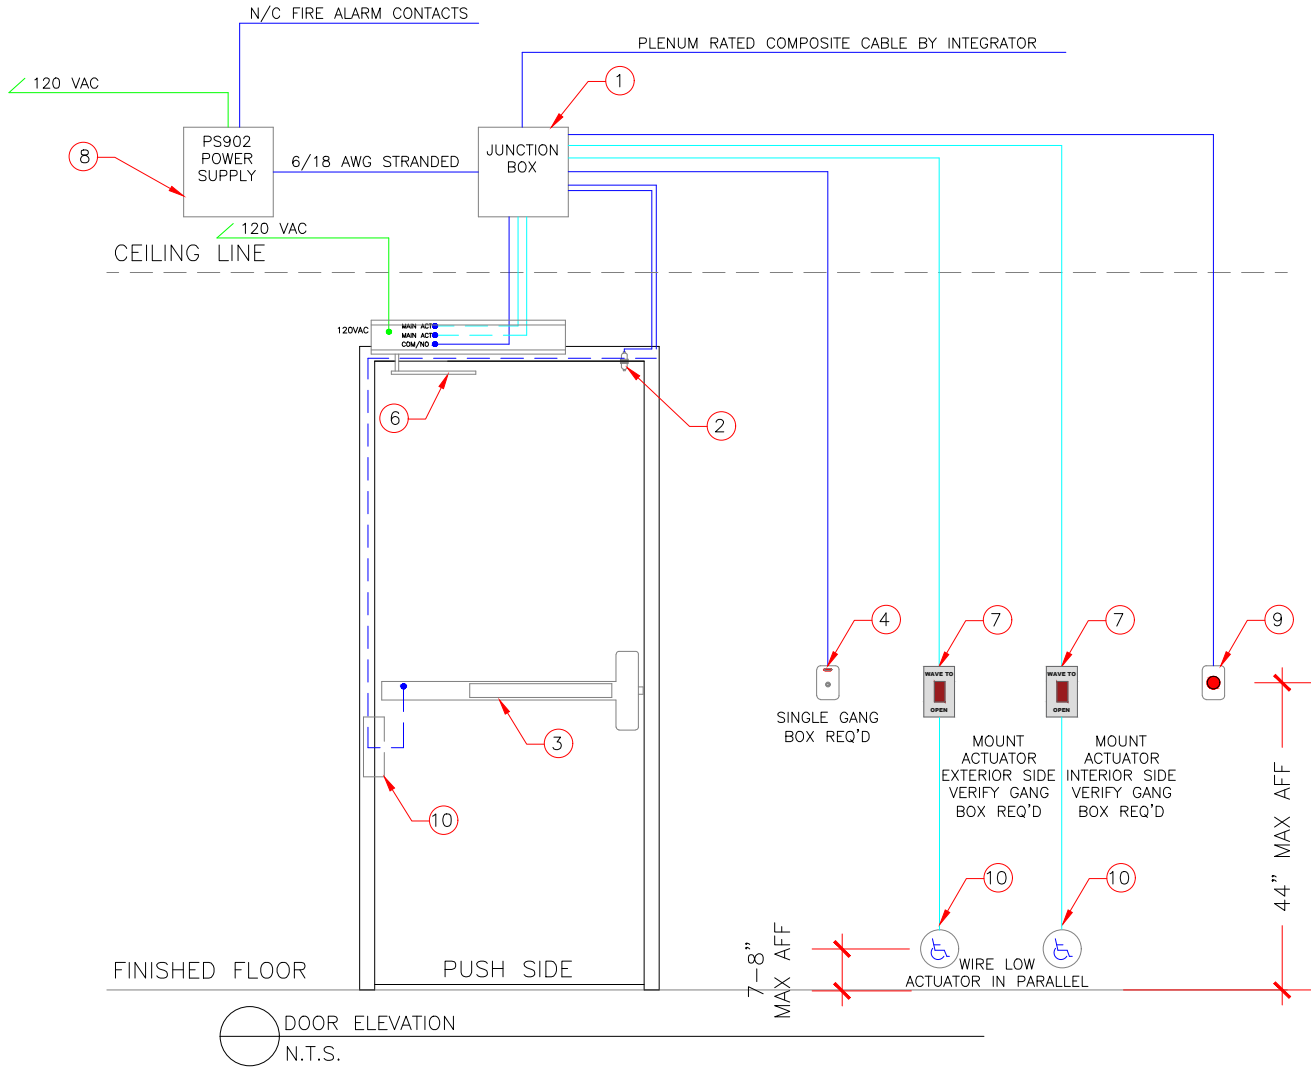 N/C FIRE ALARM CONTACTS
PLENUM RATED COMPOSITE CABLE BY INTEGRATOR
120 VAC
1
PS902
POWER
SUPPLY
8
6/18 AWG STRANDED
JUNCTION
BOX
120 VAC
CEILING LINE
120VAC
MAIN ACT
MAIN ACT
COM/NO
6
2
4
7
7
9
WAVE TO
OPEN
WAVE TO
OPEN
SINGLE GANG
BOX REQ'D
3
10
MOUNT
ACTUATOR
EXTERIOR SIDE
VERIFY GANG
BOX REQ'D
MOUNT
ACTUATOR
INTERIOR SIDE
VERIFY GANG
BOX REQ'D
44" MAX AFF
10
10
7-8"
MAX AFF
WIRE LOW
ACTUATOR IN PARALLEL
FINISHED FLOOR
PUSH SIDE
DOOR ELEVATION
N.T.S.